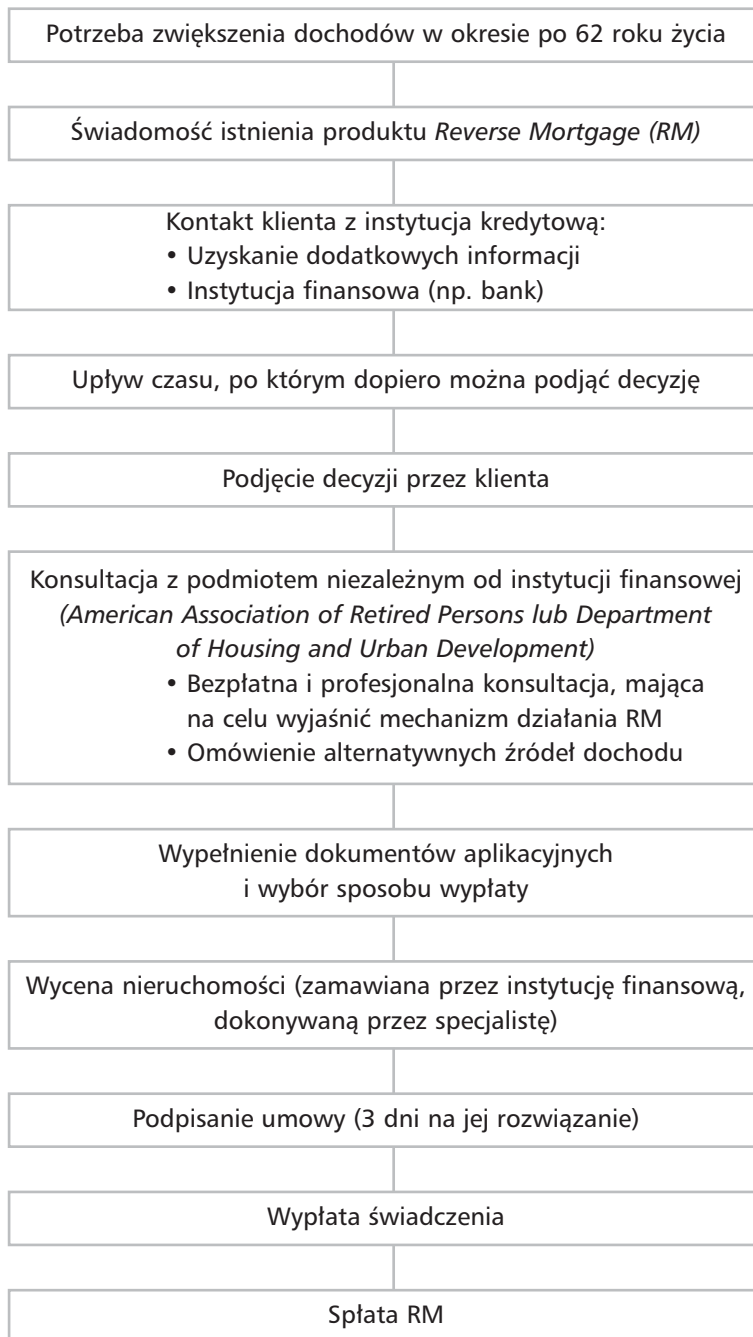 Potrzeba zwiększenia dochodów w okresie po 62 roku życia
Świadomość istnienia produktu Reverse Mortgage (RM)
Kontakt klienta z instytucja kredytową:
• Uzyskanie dodatkowych informacji
• Instytucja finansowa (np. bank)
Upływ czasu, po którym dopiero można podjąć decyzję
Podjęcie decyzji przez klienta
Konsultacja z podmiotem niezależnym od instytucji finansowej
(American Association of Retired Persons lub Department
of Housing and Urban Development)
• Bezpłatna i profesjonalna konsultacja, mająca
na celu wyjaśnić mechanizm działania RM
• Omówienie alternatywnych źródeł dochodu
Wypełnienie dokumentów aplikacyjnych
i wybór sposobu wypłaty
Wycena nieruchomości (zamawiana przez instytucję finansową,
dokonywaną przez specjalistę)
Podpisanie umowy (3 dni na jej rozwiązanie)
Wypłata świadczenia
Spłata RM